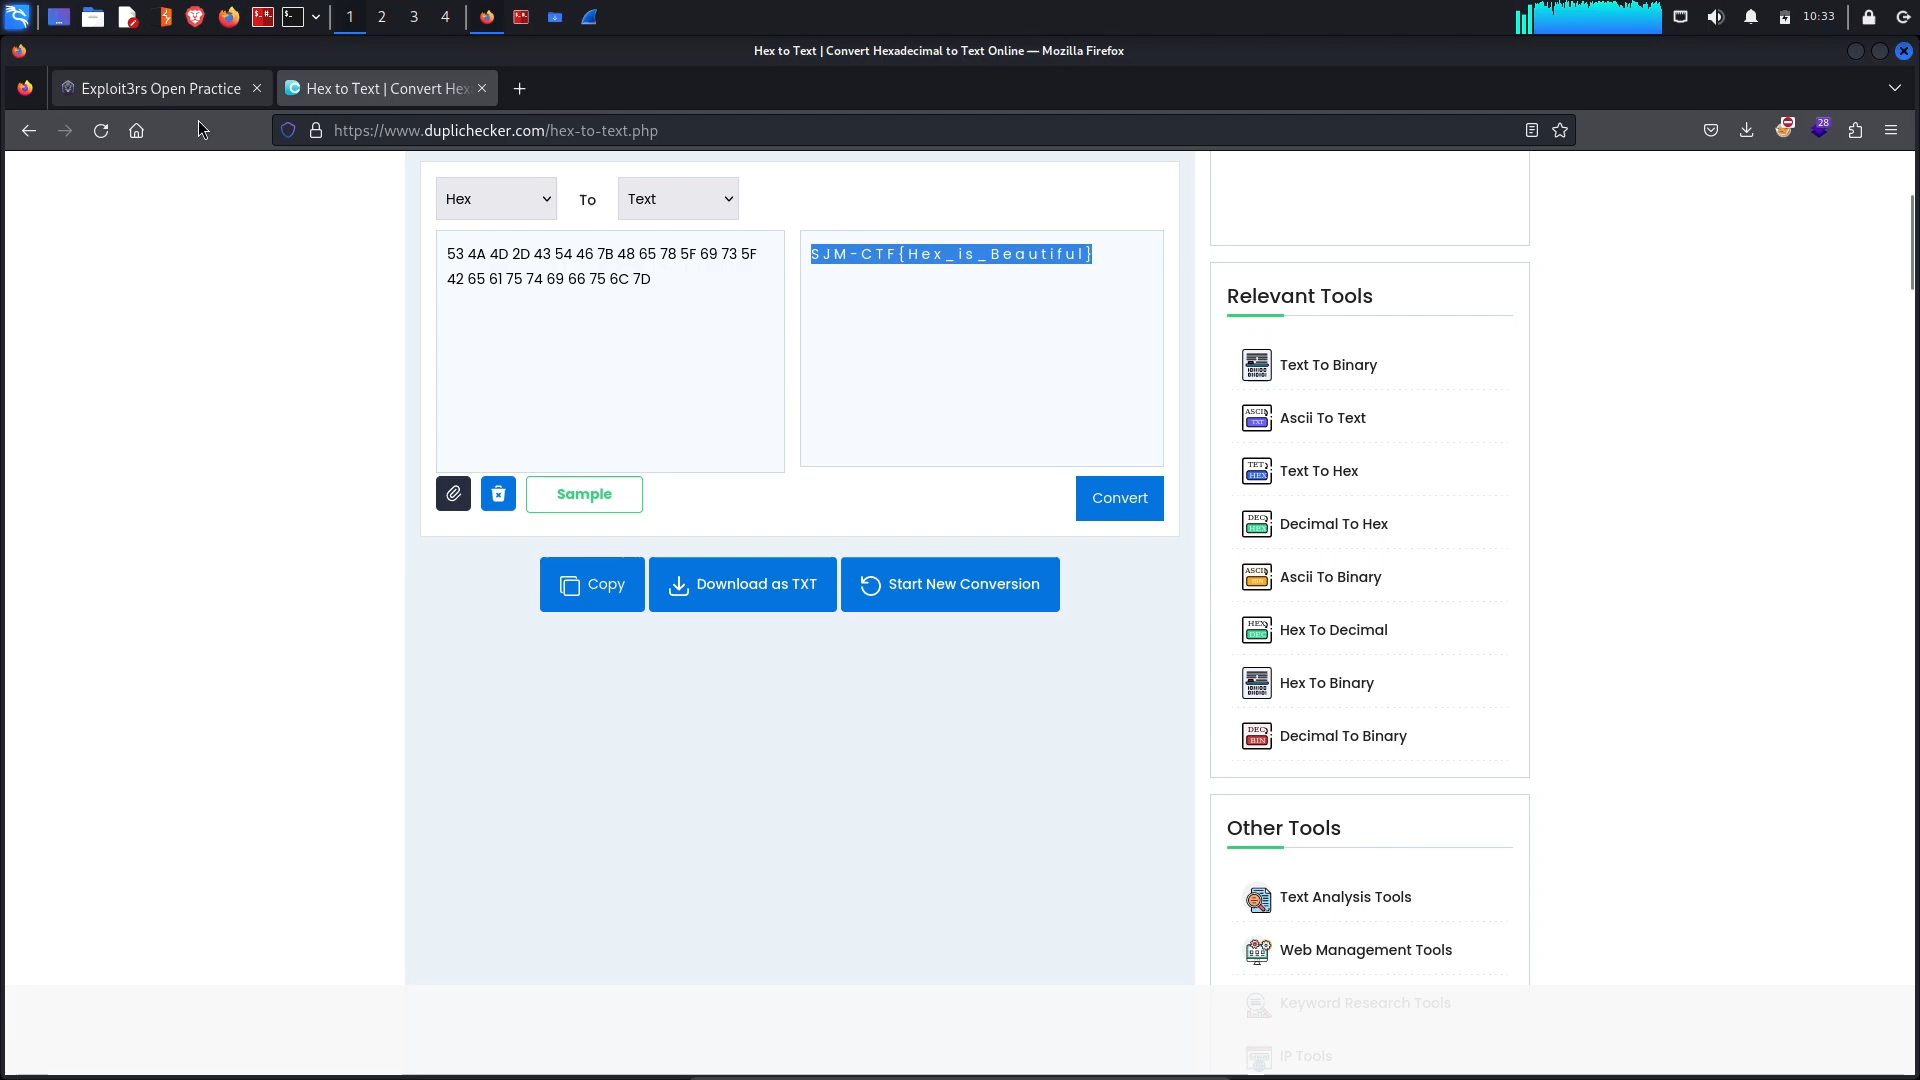 1 2 3 4 10:33
Hex to Text | Convert Hexadecimal to Text Online — Mozilla Firefox
Exploit3rs Open Practice
Hex to Text | Convert Hex
https://www.duplichecker.com/hex-to-text.php
28
Hex To Text
53 4A 4D 2D 43 54 46 7B 48 65 78 5F 69 73 5F
42 65 61 75 74 69 66 75 6C 7D
S J M - C T F { H e x _ i s _ B e a u t i f u l }
Sample
Convert
Copy
Download as TXT
Start New Conversion
Relevant Tools
Text To Binary
Ascii To Text
Text To Hex
Decimal To Hex
Ascii To Binary
Hex To Decimal
Hex To Binary
Decimal To Binary
Other Tools
Text Analysis Tools
Web Management Tools
Keyword Research Tools
IP Tools